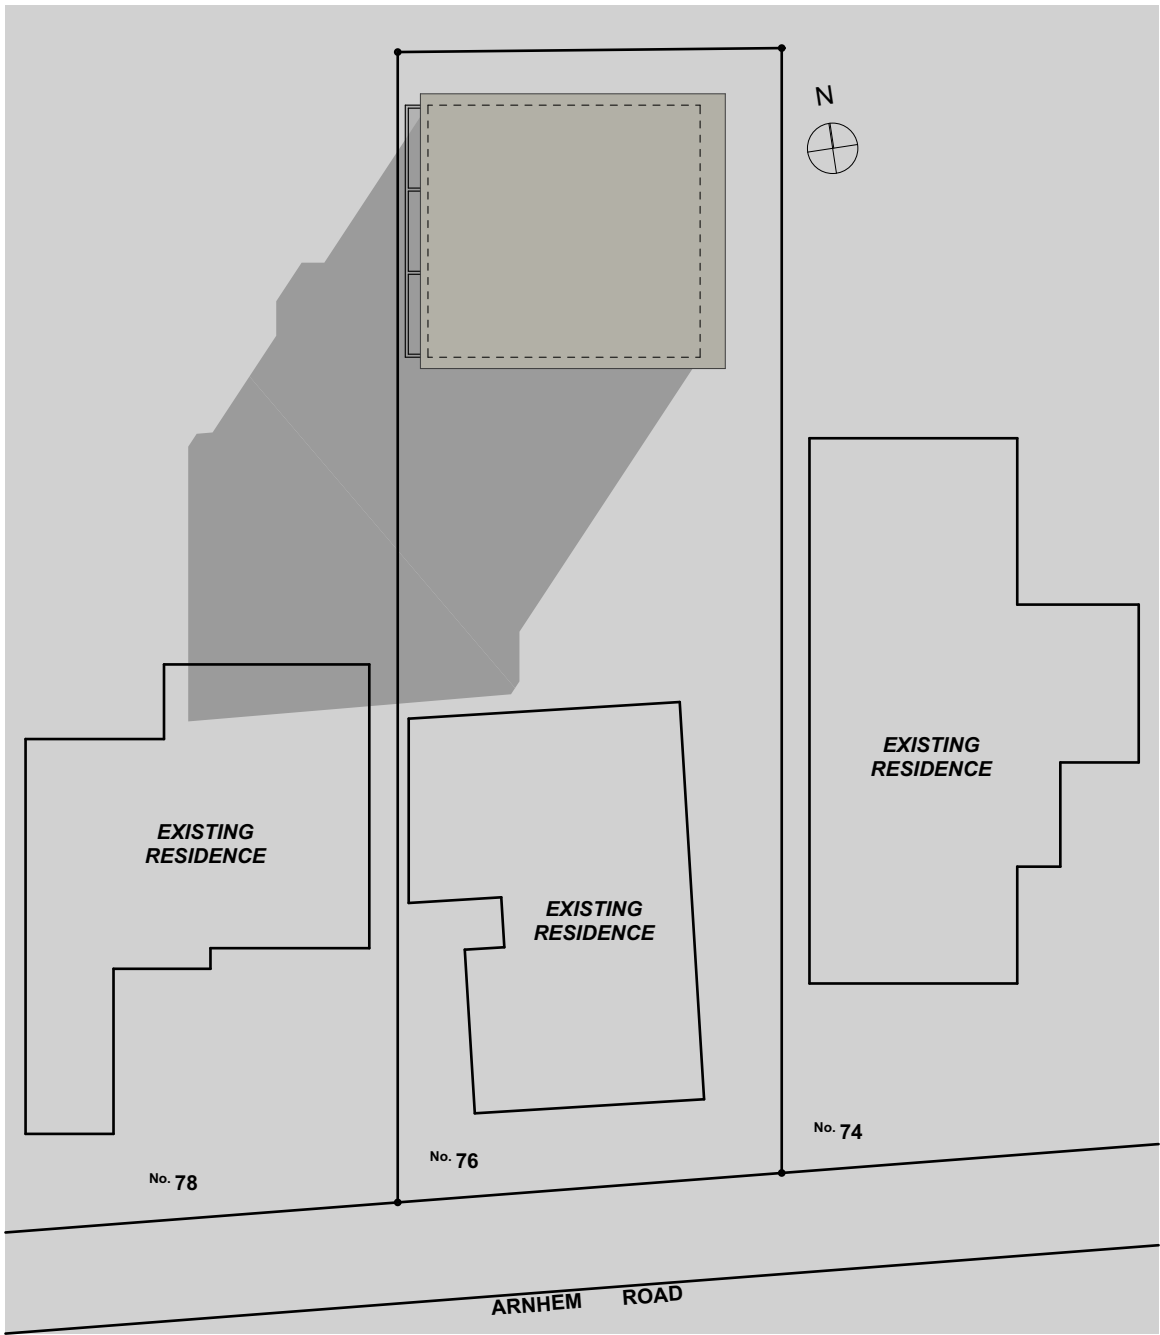 N
EXISTING
RESIDENCE
EXISTING
RESIDENCE
EXISTING
RESIDENCE
No. 74
No. 76
No. 78
ARNHEM ROAD